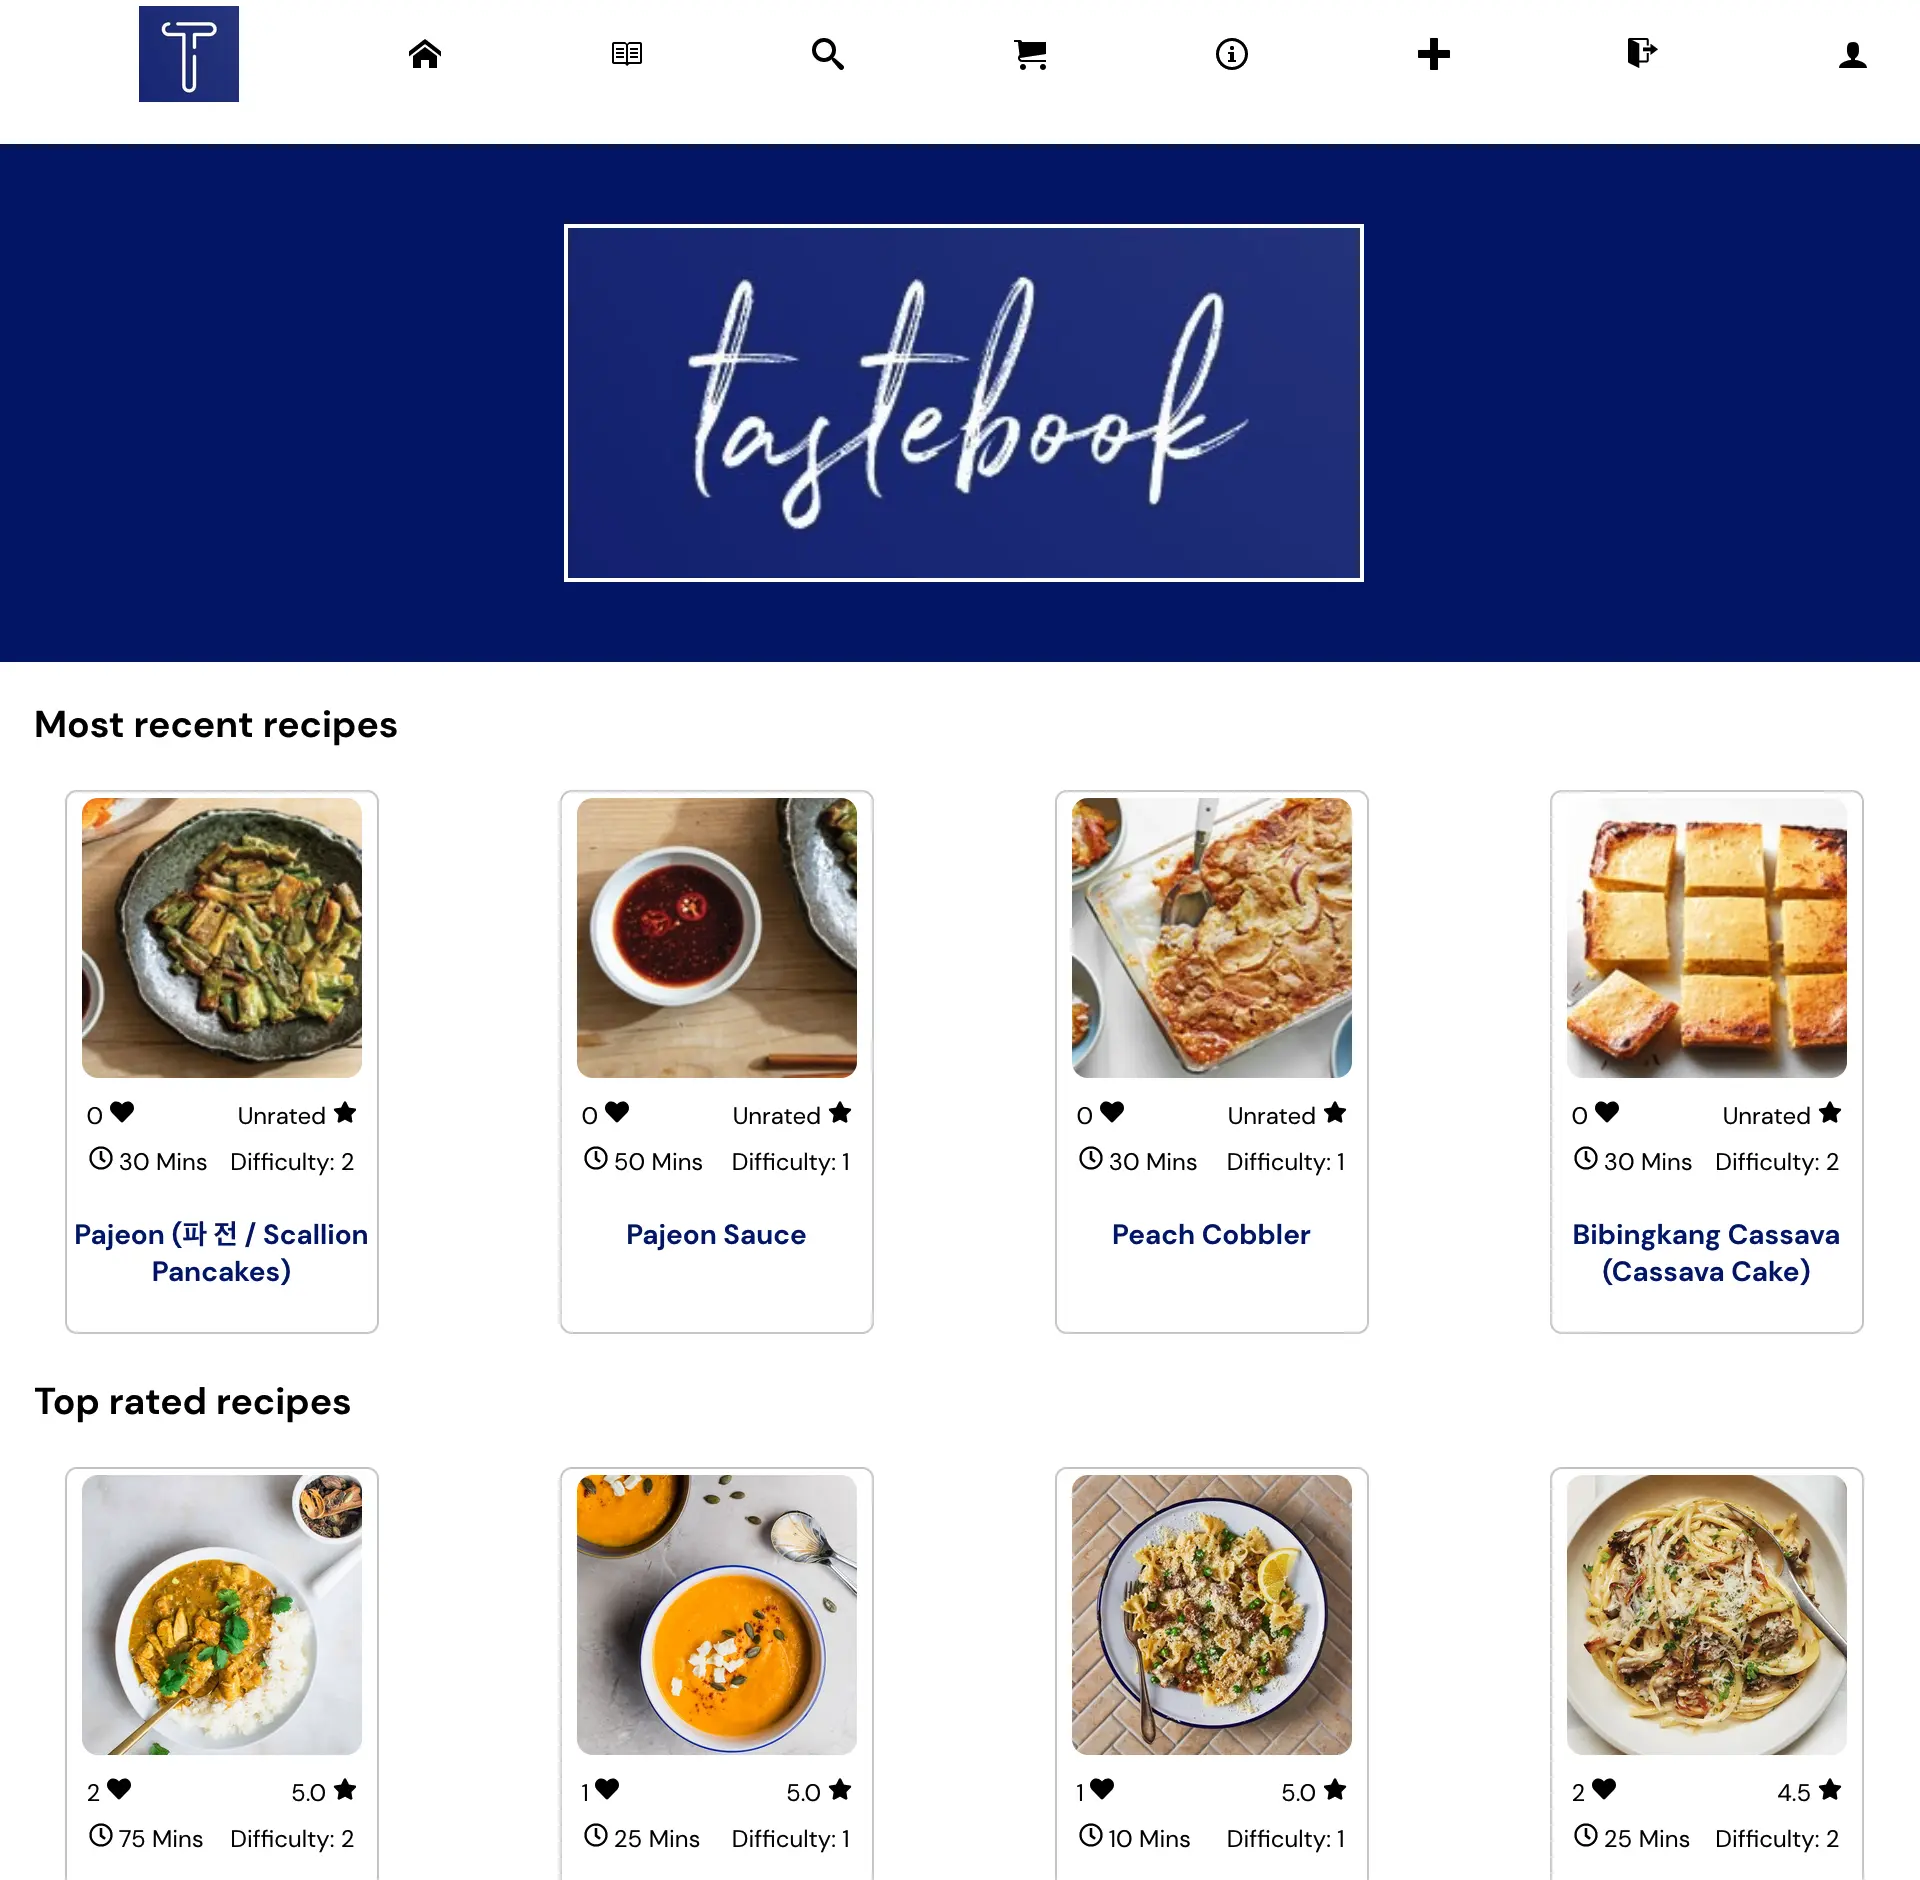 T
tastebook
Most recent recipes
0 Unrated
30 Mins Difficulty: 2
Pajeon (파 전 / Scallion
Pancakes)
0 Unrated
50 Mins Difficulty: 1
Pajeon Sauce
0 Unrated
30 Mins Difficulty: 1
Peach Cobbler
0 Unrated
30 Mins Difficulty: 2
Bibingkang Cassava
(Cassava Cake)
Top rated recipes
2 5.0
75 Mins Difficulty: 2
1 5.0
25 Mins Difficulty: 1
1 5.0
10 Mins Difficulty: 1
2 4.5
25 Mins Difficulty: 2